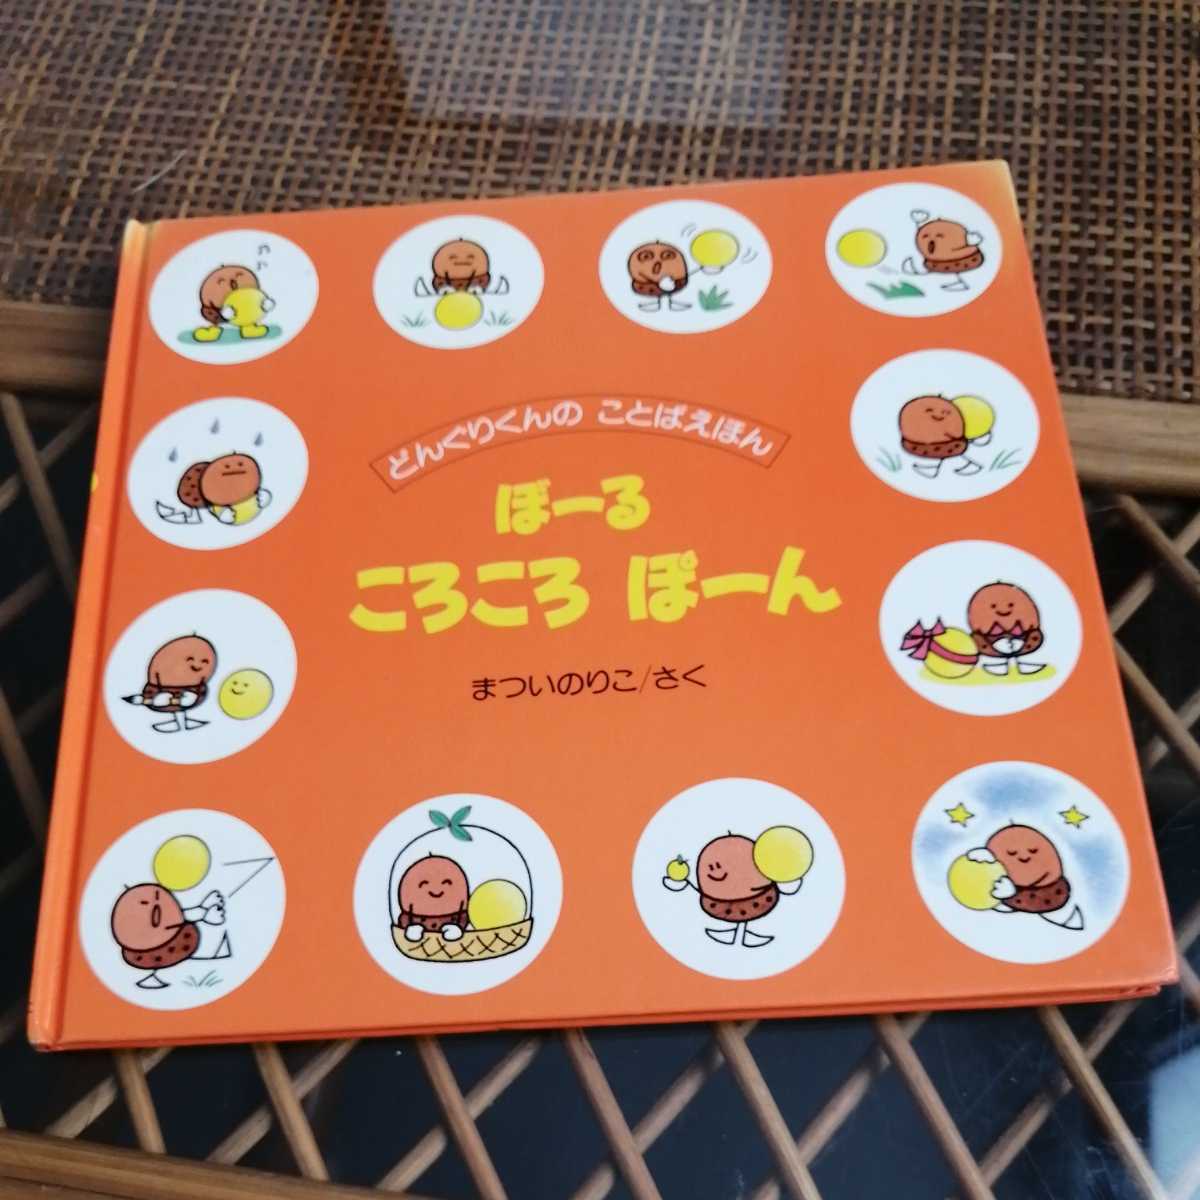 どんぐりくんの ことばえほん
ぼーる
ころころ ぽーん
まついのりこ/さく